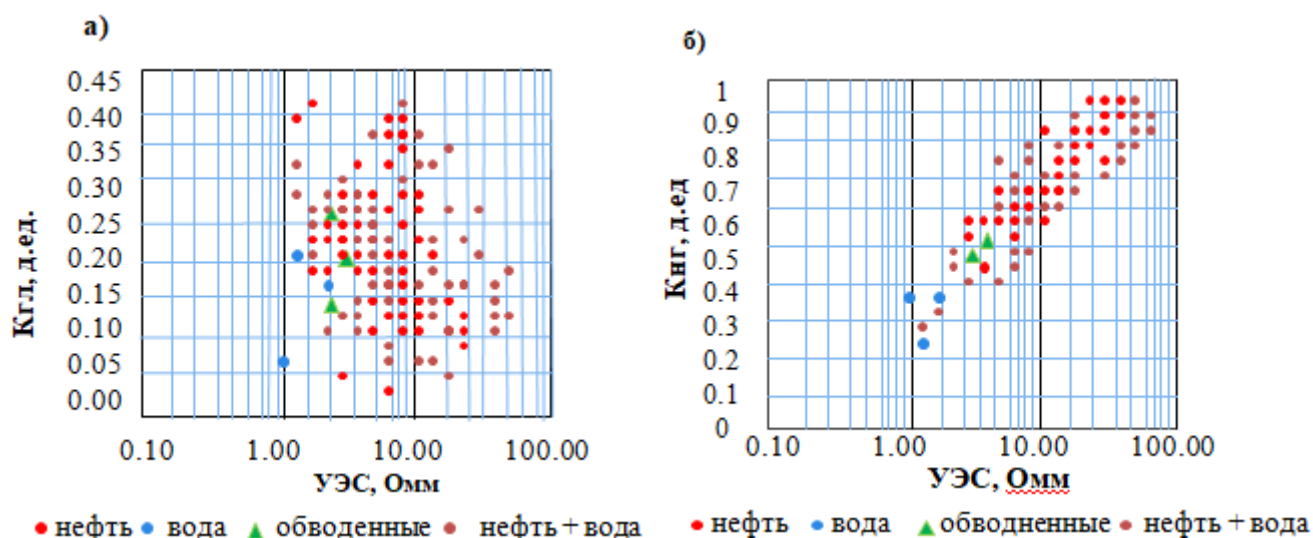 а)
0.45
0.40
0.35
0.30
0.25
0.20
0.15
0.10
0.05
0.00
Кгл, д.ед.
0.10 1.00 10.00 100.00
УЭС, Омм
нефть вода обводенные нефть + вода
б)
1
0.9
0.8
0.7
0.6
0.5
0.4
0.3
0.2
0.1
0
Кнг, д.ед
0.10 1.00 10.00 100.00
УЭС, Омм
нефть вода обводненные нефть + вода